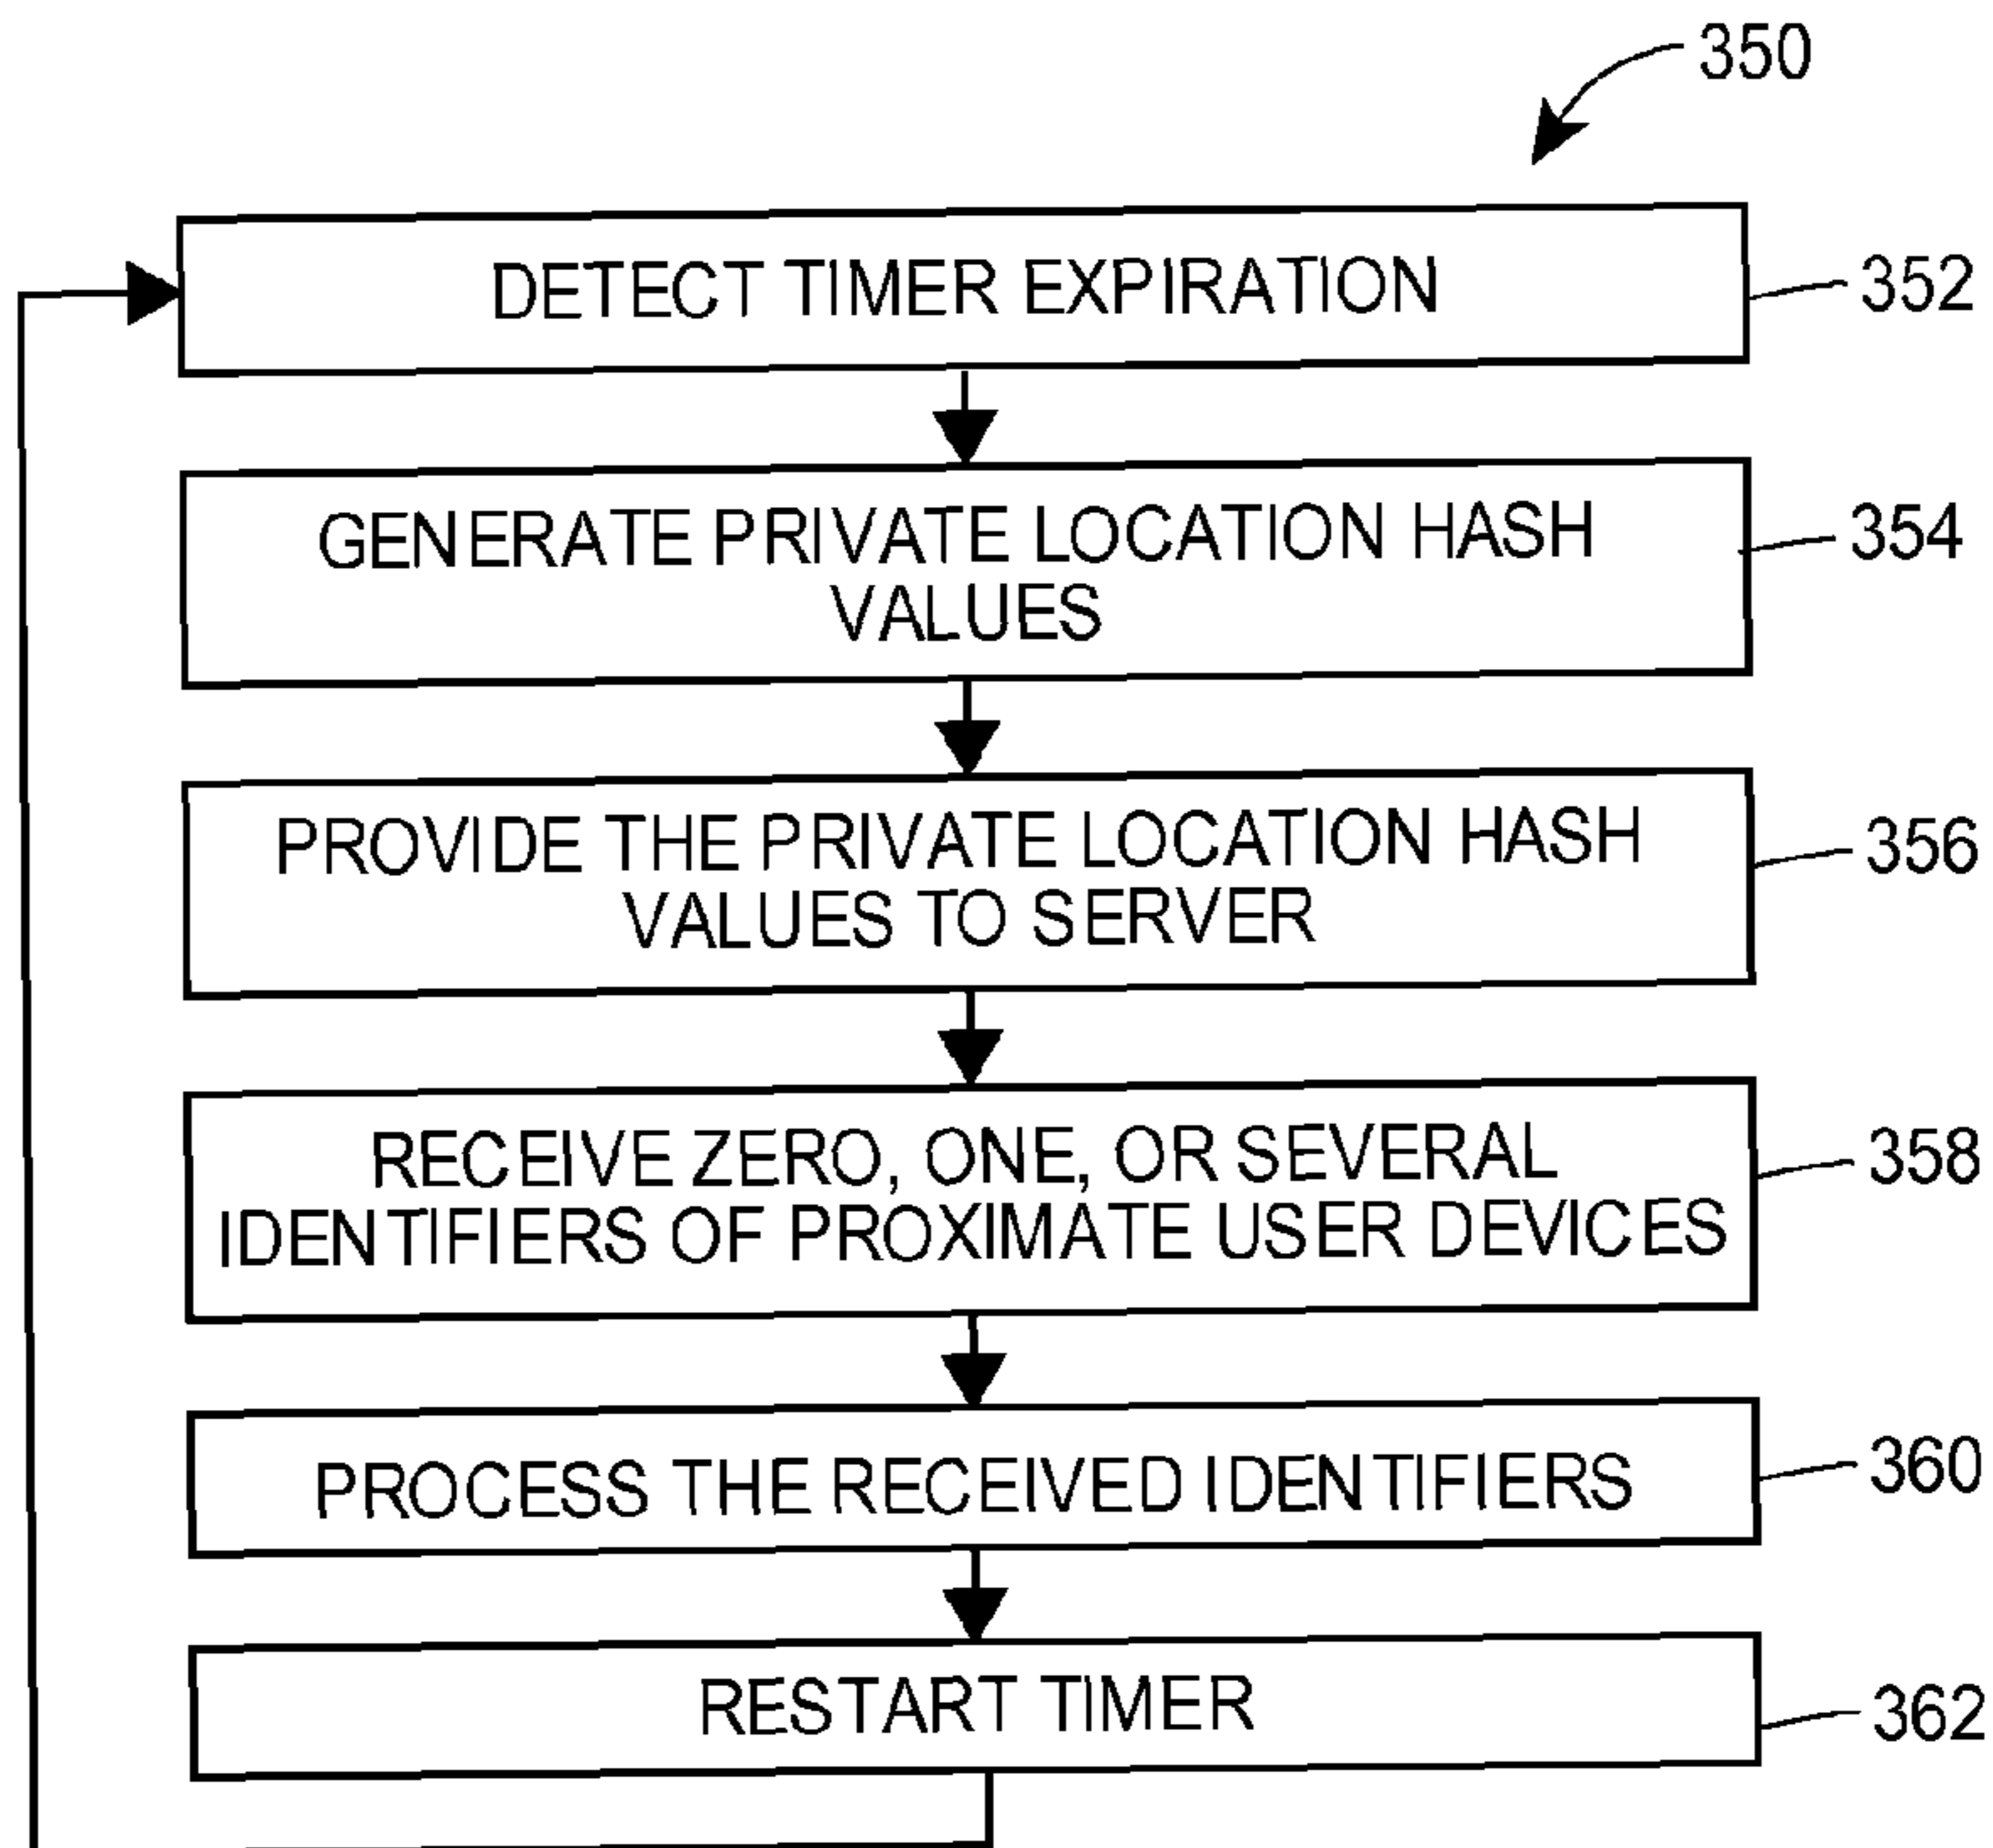 350
DETECT TIMER EXPIRATION
352
GENERATE PRIVATE LOCATION HASH
VALUES
354
PROVIDE THE PRIVATE LOCATION HASH
VALUES TO SERVER
356
RECEIVE ZERO, ONE, OR SEVERAL
IDENTIFIERS OF PROXIMATE USER DEVICES
358
PROCESS THE RECEIVED IDENTIFIERS
360
RESTART TIMER
362